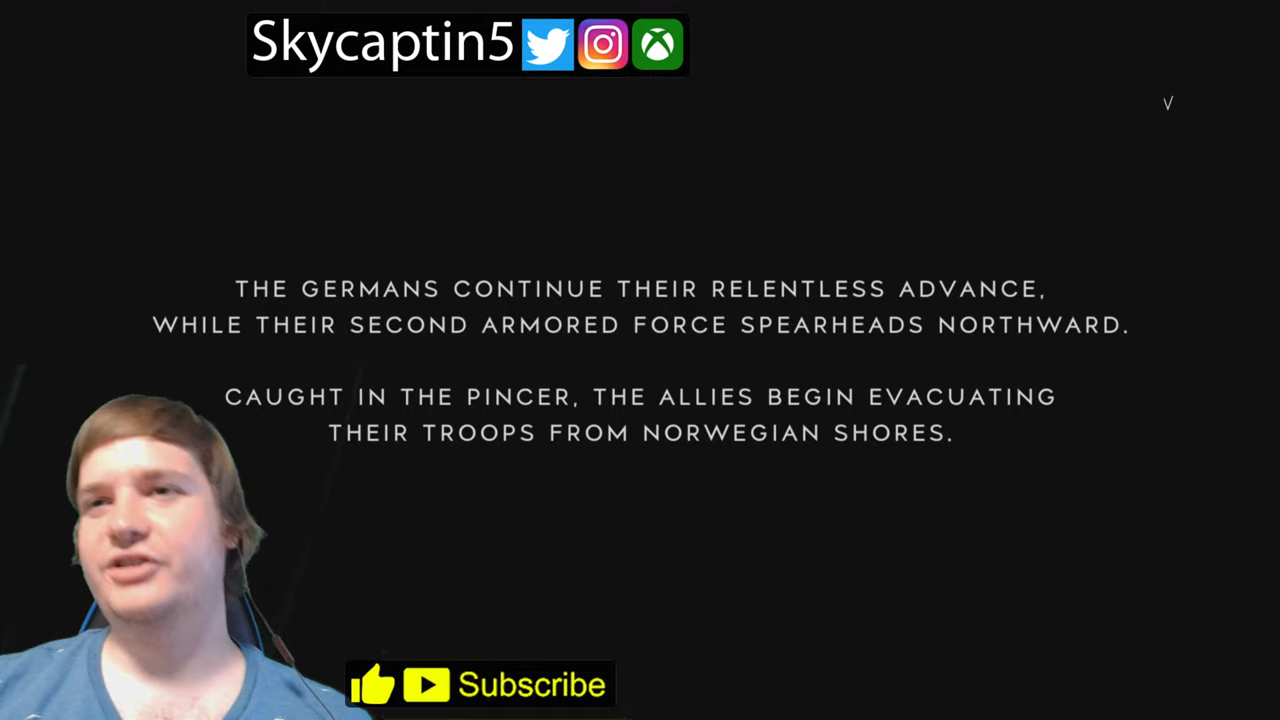 Skycaptin5
V
THE GERMANS CONTINUE THEIR RELENTLESS ADVANCE,
WHILE THEIR SECOND ARMORED FORCE SPEARHEADS NORTHWARD.
CAUGHT IN THE PINCER, THE ALLIES BEGIN EVACUATING
THEIR TROOPS FROM NORWEGIAN SHORES.
Subscribe